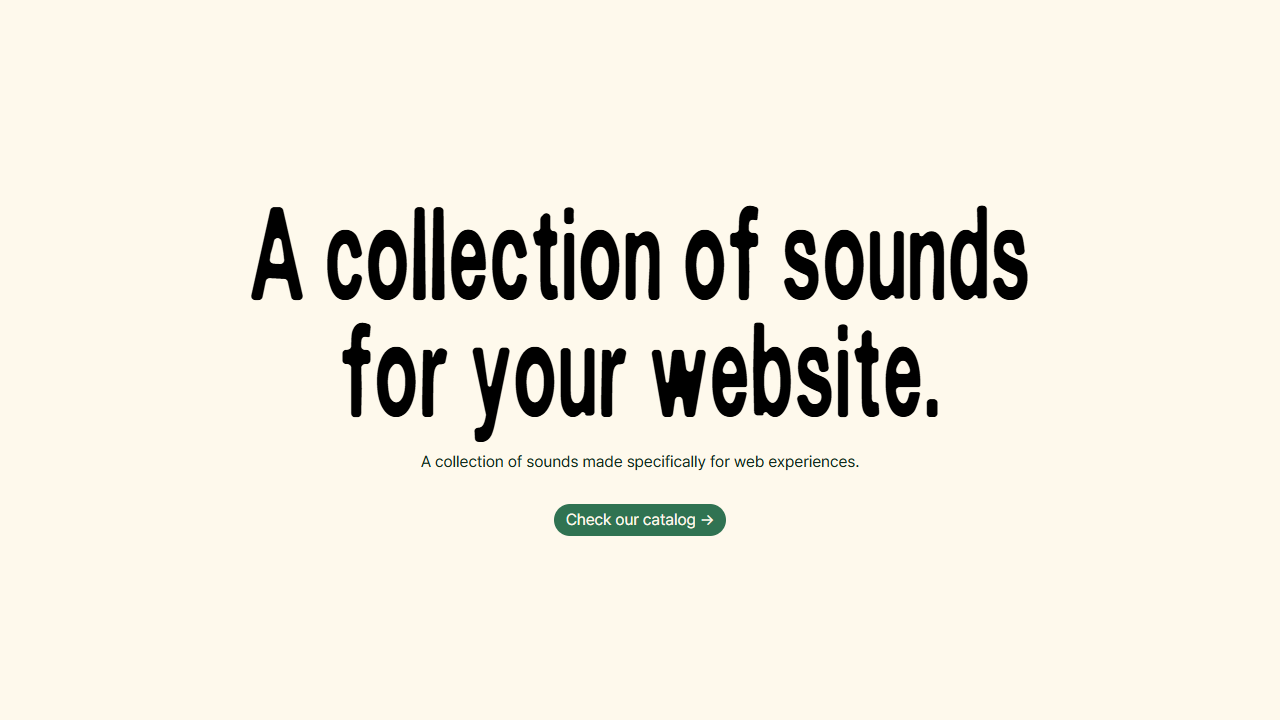 A collection of sounds
for your website.
A collection of sounds made specifically for web experiences.
Check our catalog →